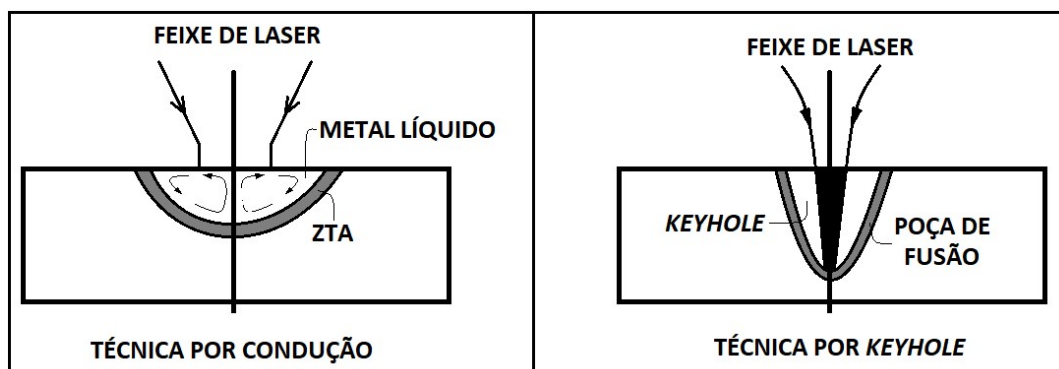 FEIXE DE LASER
METAL LÍQUIDO
ZTA
TÉCNICA POR CONDUÇÃO
FEIXE DE LASER
KEYHOLE
POÇA DE
FUSÃO
TÉCNICA POR KEYHOLE